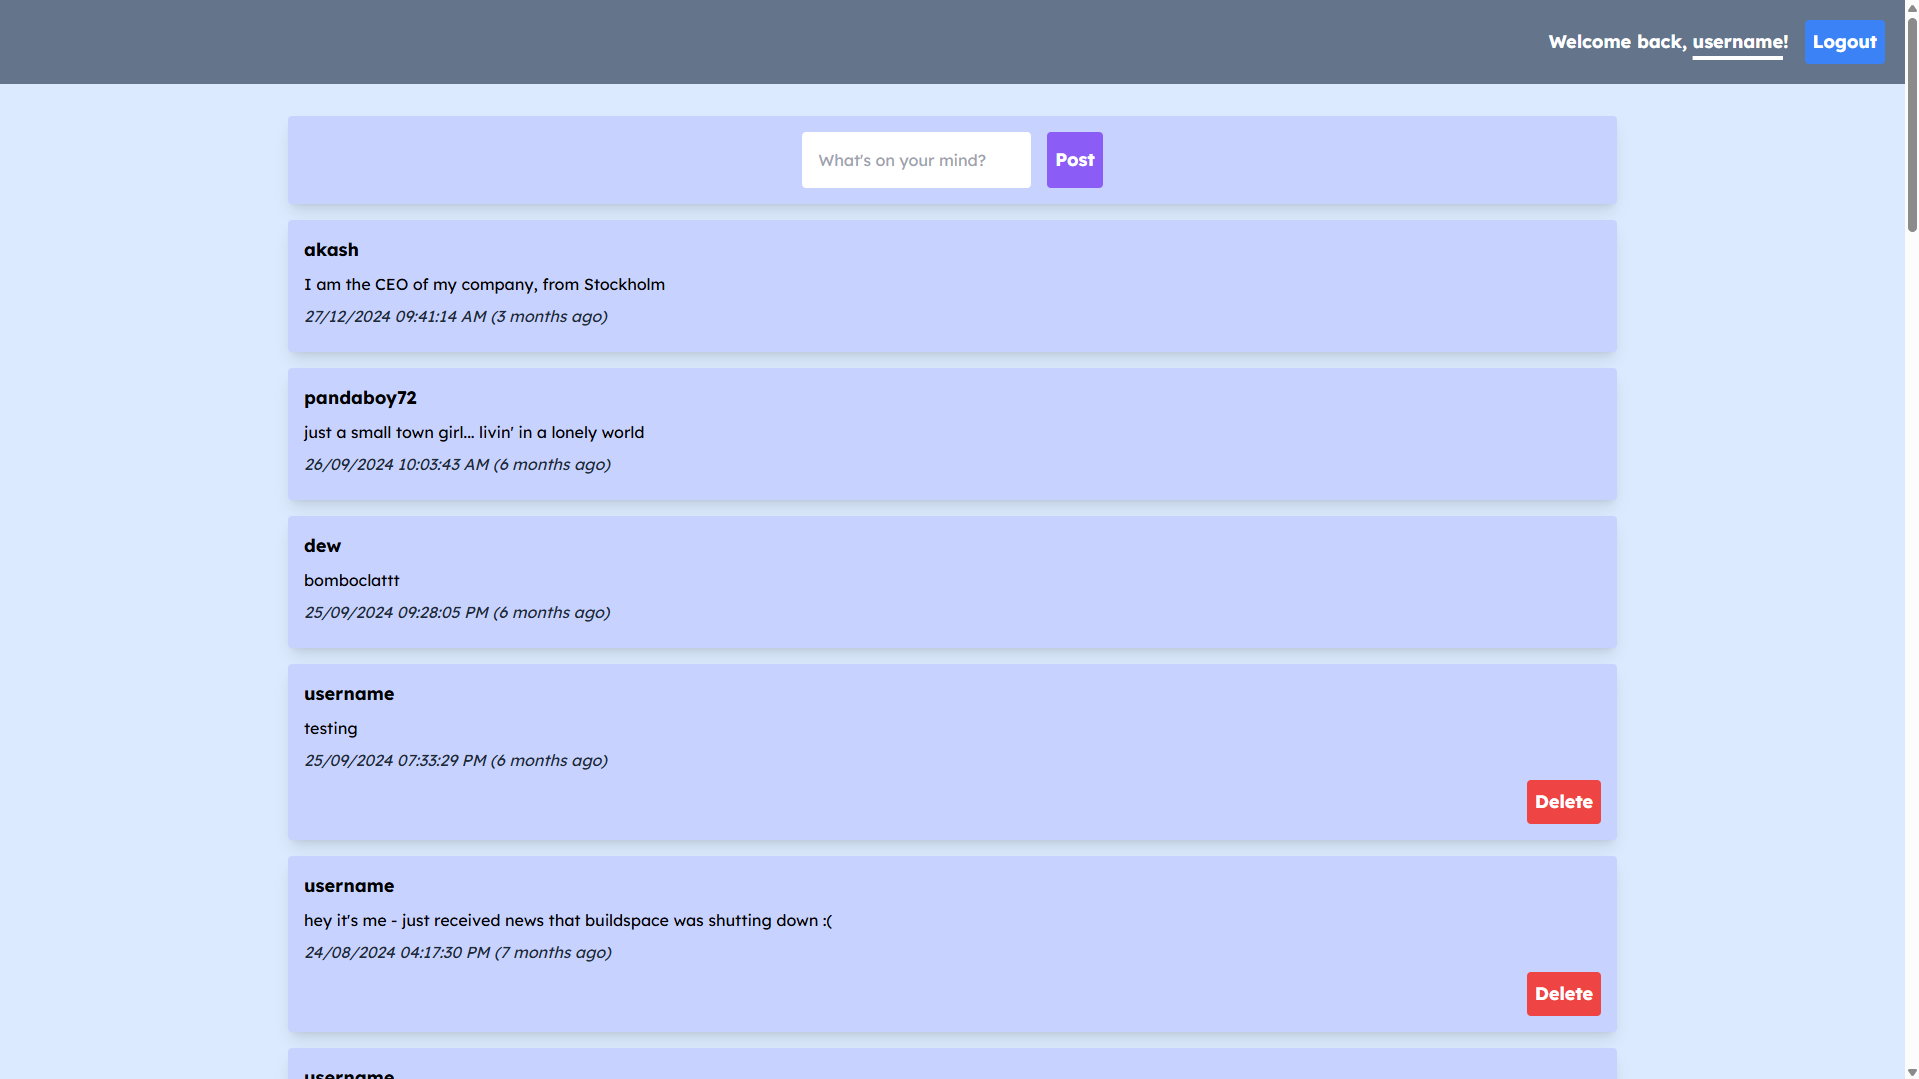 Welcome back, username!
Logout
What's on your mind?
Post
akash
I am the CEO of my company, from Stockholm
27/12/2024 09:41:14 AM (3 months ago)
pandaboy72
just a small town girl... livin' in a lonely world
26/09/2024 10:03:43 AM (6 months ago)
dew
bomboclattt
25/09/2024 09:28:05 PM (6 months ago)
username
testing
25/09/2024 07:33:29 PM (6 months ago)
Delete
username
hey it's me - just received news that buildspace was shutting down :(
24/08/2024 04:17:30 PM (7 months ago)
Delete
username